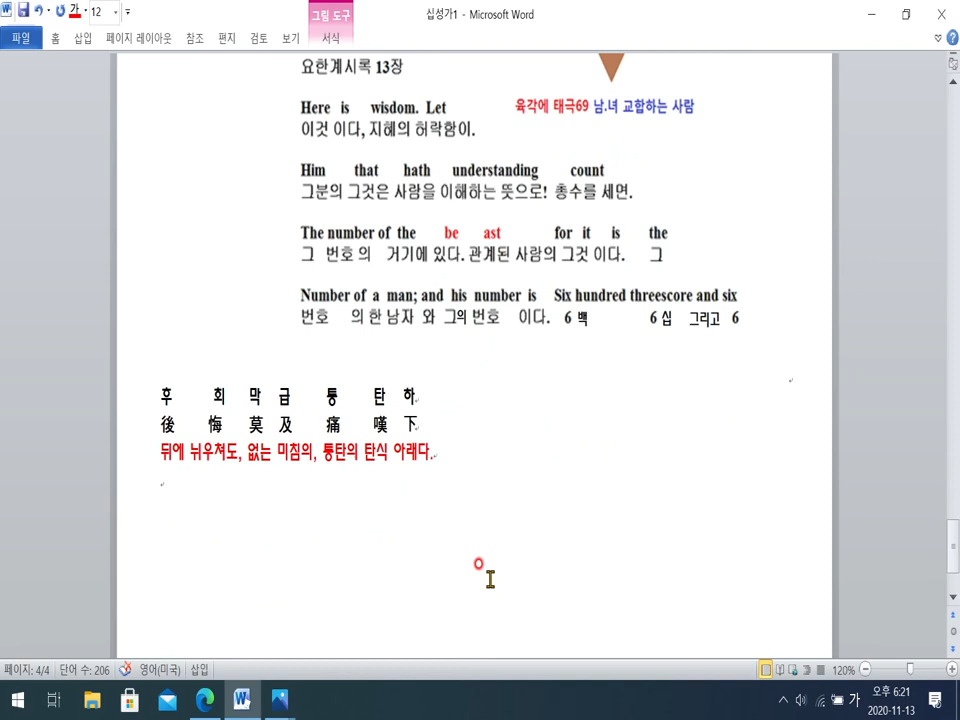 가 12 십성가1 - Microsoft Word 그림 도구
파일 홈 삽입 페이지 레이아웃 참조 편지 검토 보기 서식
요한계시록 13장
Here is wisdom. Let 육각에 태극69 남.녀 교합하는 사람
이것 이다, 지혜의 허락함이.
Him that hath understanding count
그분의 그것은 사람을 이해하는 뜻으로! 총수를 세면.
The number of the be ast for it is the
그 번호 의 거기에 있다. 관계된 사람의 그것 이다. 그
Number of a man; and his number is Six hundred threescore and six
번호 의 한 남자 와 그의 번호 이다. 6 백 6 십 그리고 6
후 회 막 급 통 탄 하
後 悔 莫 及 痛 嘆 下
뒤에 뉘우쳐도, 없는 미침의, 통탄의 탄식 아래다.
페이지: 4/4 단어 수: 206 영어(미국) 삽입 120%
가 오후 6:21
2020-11-13